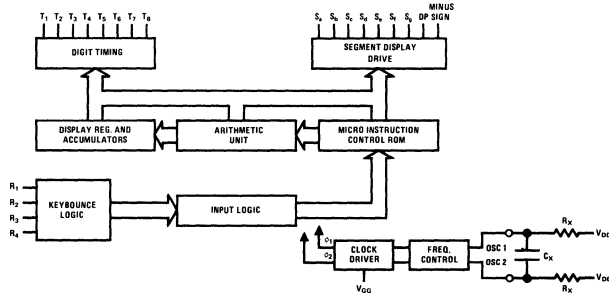 MINUS
T1 T2 T3 T4 T5 T6 T7 T8 Sa Sb Sc Sd Se Sf Sg DP SIGN
DIGIT TIMING
SEGMENT DISPLAY
DRIVE
DISPLAY REG. AND
ACCUMULATORS
ARITHMETIC
UNIT
MICRO INSTRUCTION
CONTROL ROM
R1
R2
R3
R4
KEYBOUNCE
LOGIC
INPUT LOGIC
ϕ1
ϕ2
CLOCK
DRIVER
VGG
FREQ.
CONTROL
OSC 1
OSC 2
RX
VDD
CX
RX
VDD